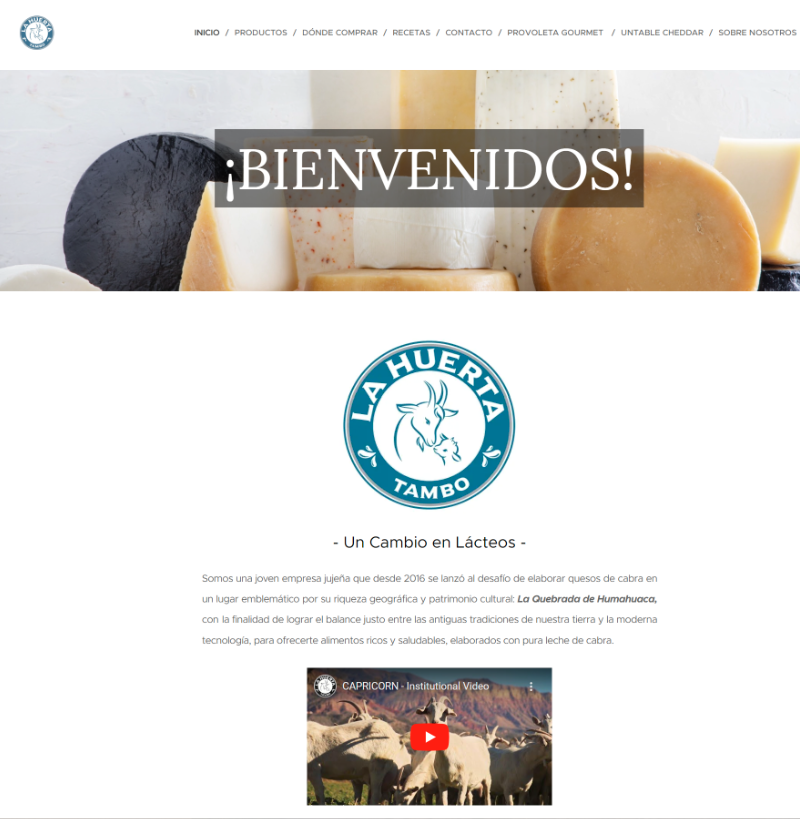 LA HUERTA
TAMBO
INICIO / PRODUCTOS / DÓNDE COMPRAR / RECETAS / CONTACTO / PROVOLETA GOURMET / UNTABLE CHEDDAR / SOBRE NOSOTROS
¡BIENVENIDOS!
LA HUERTA
TAMBO
- Un Cambio en Lácteos -
Somos una joven empresa jujeña que desde 2016 se lanzó al desafío de elaborar quesos de cabra en
un lugar emblemático por su riqueza geográfica y patrimonio cultural: La Quebrada de Humahuaca,
con la finalidad de lograr el balance justo entre las antiguas tradiciones de nuestra tierra y la moderna
tecnología, para ofrecerte alimentos ricos y saludables, elaborados con pura leche de cabra.
CAPRICORN - Institutional Video